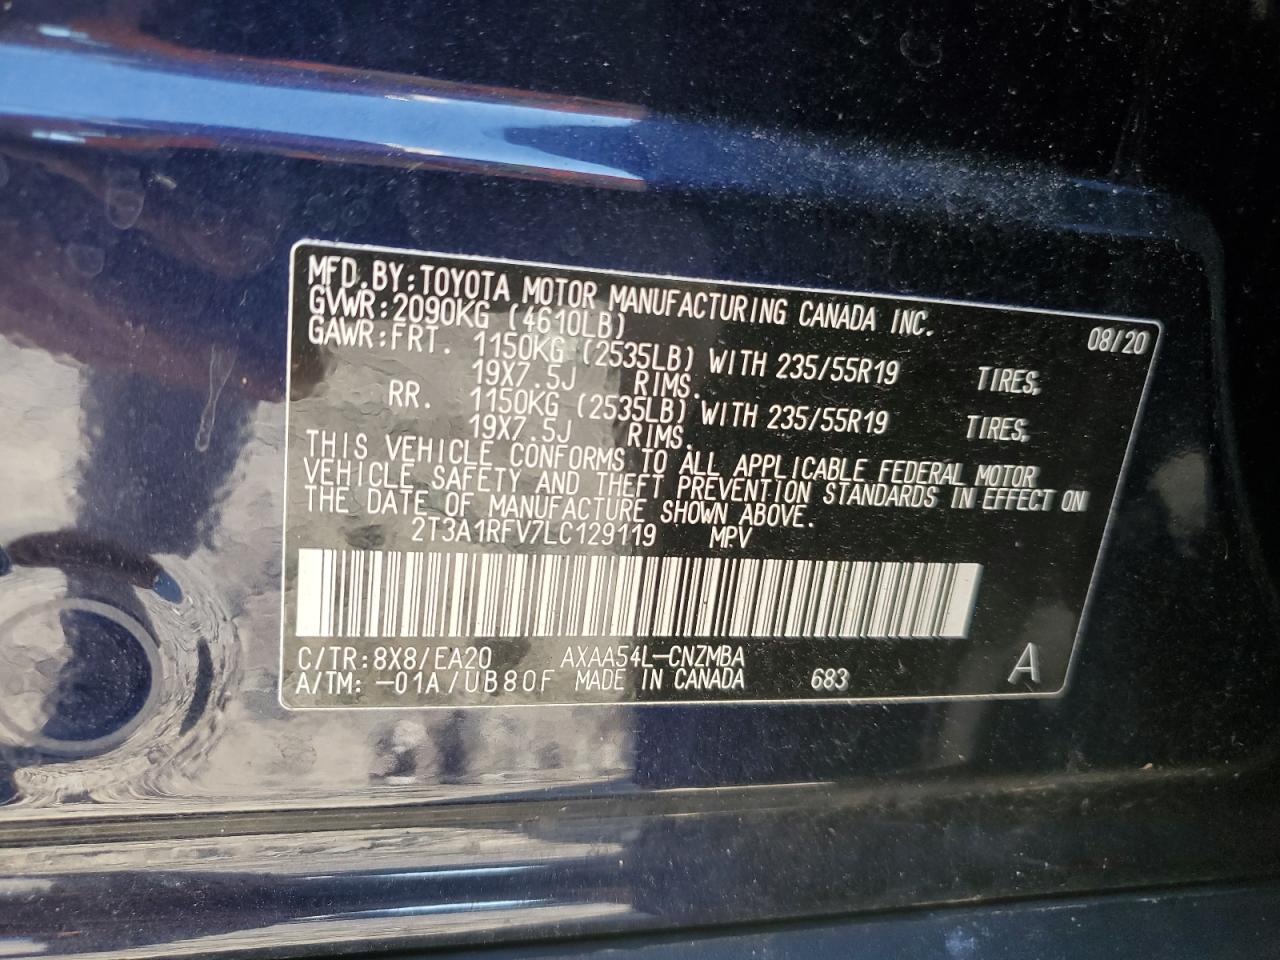 MFD.BY:TOYOTA MOTOR MANUFACTURING CANADA INC. 08/20
GVWR:2090KG (4610LB)
GAWR:FRT. 1150KG (2535LB) WITH 235/55R19 TIRES,
19X7.5J RIMS.
RR. 1150KG (2535LB) WITH 235/55R19 TIRES,
19X7.5J RIMS.
THIS VEHICLE CONFORMS TO ALL APPLICABLE FEDERAL MOTOR
VEHICLE SAFETY AND THEFT PREVENTION STANDARDS IN EFFECT ON
THE DATE OF MANUFACTURE SHOWN ABOVE.
2T3A1RFV7LC129119 MPV
C/TR:8X8/EA20 AXAA54L-CNZMBA
A/TM: -01A/UB80F MADE IN CANADA 683 A